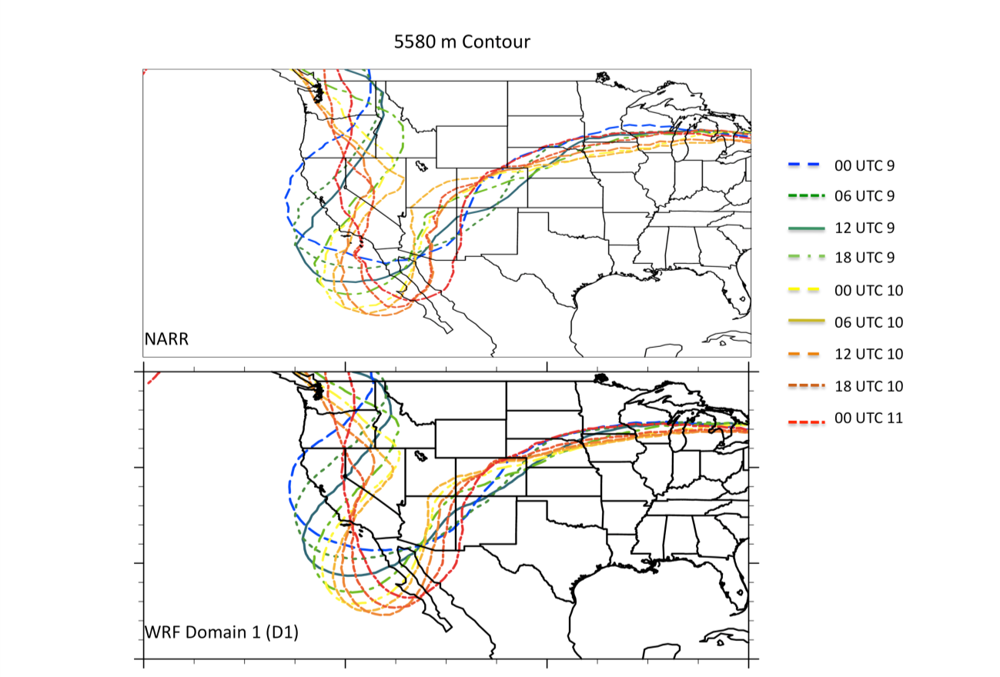 5580 m Contour
NARR
00 UTC 9
06 UTC 9
12 UTC 9
18 UTC 9
00 UTC 10
06 UTC 10
12 UTC 10
18 UTC 10
00 UTC 11
WRF Domain 1 (D1)